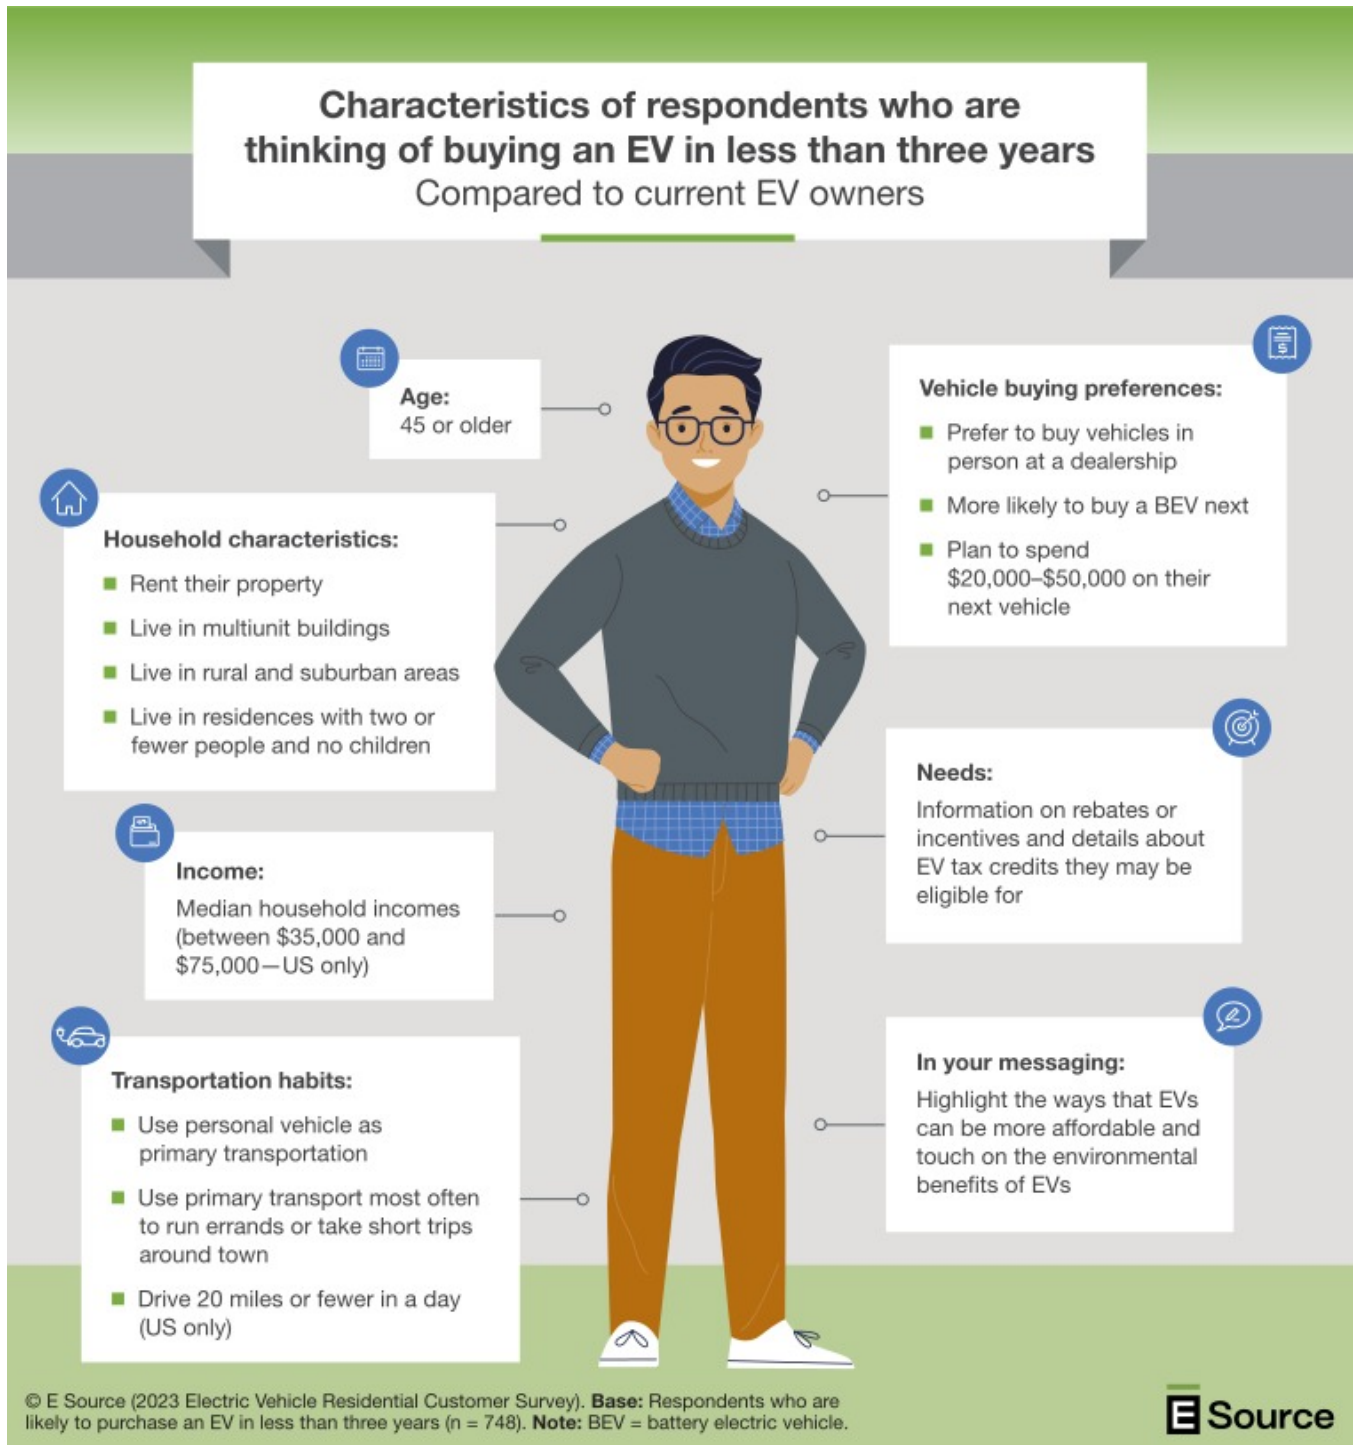 Characteristics of respondents who are
thinking of buying an EV in less than three years
Compared to current EV owners
Age:
45 or older
Household characteristics:
Rent their property
Live in multiunit buildings
Live in rural and suburban areas
Live in residences with two or
fewer people and no children
Income:
Median household incomes
(between $35,000 and
$75,000—US only)
Transportation habits:
Use personal vehicle as
primary transportation
Use primary transport most often
to run errands or take short trips
around town
Drive 20 miles or fewer in a day
(US only)
$
Vehicle buying preferences:
Prefer to buy vehicles in
person at a dealership
More likely to buy a BEV next
Plan to spend
$20,000–$50,000 on their
next vehicle
Needs:
Information on rebates or
incentives and details about
EV tax credits they may be
eligible for
In your messaging:
Highlight the ways that EVs
can be more affordable and
touch on the environmental
benefits of EVs
© E Source (2023 Electric Vehicle Residential Customer Survey). Base: Respondents who are
likely to purchase an EV in less than three years (n = 748). Note: BEV = battery electric vehicle.
E Source